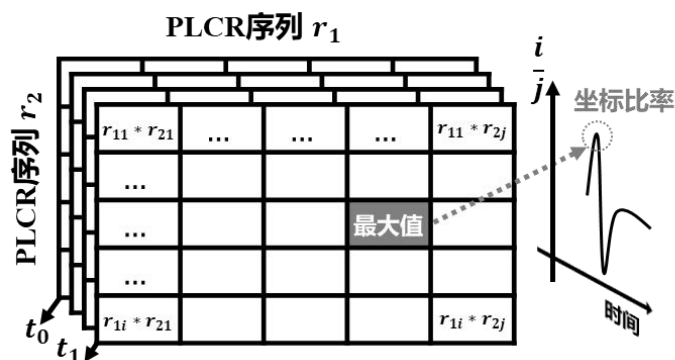 PLCR序列 r₁
PLCR序列 r₂
i
j
坐标比率
r₁₁ * r₂₁ ... ... ... r₁₁ * r₂ⱼ
...
... 最大值
...
r₁ᵢ * r₂₁ r₁ᵢ * r₂ⱼ
t₀
t₁
时间